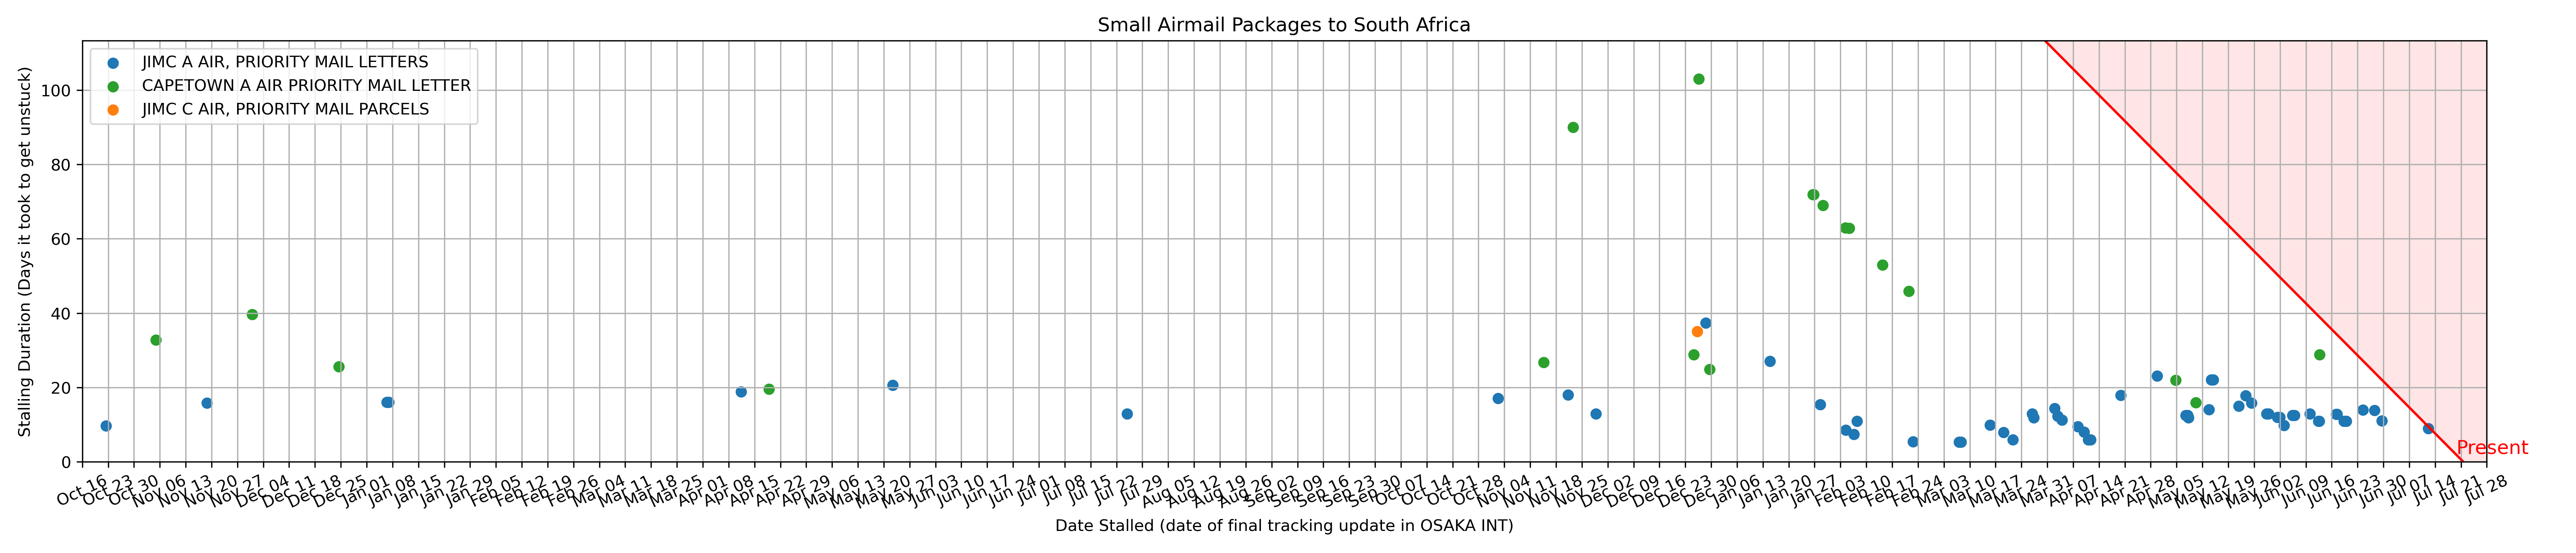 Small Airmail Packages to South Africa
JIMC A AIR, PRIORITY MAIL LETTERS
CAPETOWN A AIR PRIORITY MAIL LETTER
JIMC C AIR, PRIORITY MAIL PARCELS
Stalling Duration (Days it took to get unstuck)
100
80
60
40
20
0
Present
Oct 16
Oct 23
Oct 30
Nov 06
Nov 13
Nov 20
Nov 27
Dec 04
Dec 11
Dec 18
Dec 25
Jan 01
Jan 08
Jan 15
Jan 22
Jan 29
Feb 05
Feb 12
Feb 19
Feb 26
Mar 04
Mar 11
Mar 18
Mar 25
Apr 01
Apr 08
Apr 15
Apr 22
Apr 29
May 06
May 13
May 20
May 27
Jun 03
Jun 10
Jun 17
Jun 24
Jul 01
Jul 08
Jul 15
Jul 22
Jul 29
Aug 05
Aug 12
Aug 19
Aug 26
Sep 02
Sep 09
Sep 16
Sep 23
Sep 30
Oct 07
Oct 14
Oct 21
Oct 28
Nov 04
Nov 11
Nov 18
Nov 25
Dec 02
Dec 09
Dec 16
Dec 23
Dec 30
Jan 06
Jan 13
Jan 20
Jan 27
Feb 03
Feb 10
Feb 17
Feb 24
Mar 03
Mar 10
Mar 17
Mar 24
Mar 31
Apr 07
Apr 14
Apr 21
Apr 28
May 05
May 12
May 19
May 26
Jun 02
Jun 09
Jun 16
Jun 23
Jun 30
Jul 07
Jul 14
Jul 21
Jul 28
Date Stalled (date of final tracking update in OSAKA INT)